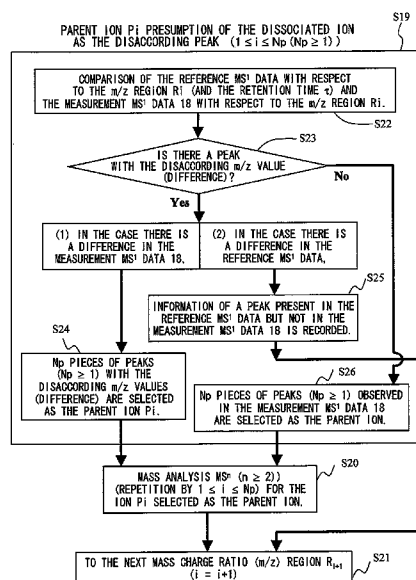 S19
PARENT ION Pi PRESUMPTION OF THE DISSOCIATED ION
AS THE DISACCORDING PEAK (1 ≤ i ≤ Np (Np ≥ 1))
COMPARISON OF THE REFERENCE MS¹ DATA WITH RESPECT
TO THE m/z REGION Ri (AND THE RETENTION TIME τ) AND
THE MEASUREMENT MS¹ DATA 18 WITH RESPECT TO THE m/z REGION Ri.
S22
S23
IS THERE A PEAK
WITH THE DISACCORDING m/z VALUE
(DIFFERENCE)?
No
Yes
(1) IN THE CASE THERE IS
A DIFFERENCE IN THE
MEASUREMENT MS¹ DATA 18,
(2) IN THE CASE THERE IS
A DIFFERENCE IN THE
REFERENCE MS¹ DATA,
S25
INFORMATION OF A PEAK PRESENT IN THE
REFERENCE MS¹ DATA BUT NOT IN THE
MEASUREMENT MS¹ DATA 18 IS RECORDED.
S24
Np PIECES OF PEAKS
(Np ≥ 1) WITH THE
DISACCORDING m/z VALUES
(DIFFERENCE) ARE SELECTED
AS THE PARENT ION Pi.
S26
Np PIECES OF PEAKS (Np ≥ 1) OBSERVED
IN THE MEASUREMENT MS¹ DATA 18
ARE SELECTED AS THE PARENT ION.
S20
MASS ANALYSIS MSⁿ (n ≥ 2))
(REPETITION BY 1 ≤ i ≤ Np) FOR THE
ION Pi SELECTED AS THE PARENT ION.
S21
TO THE NEXT MASS CHARGE RATIO (m/z) REGION Ri+1
(i = i+1)